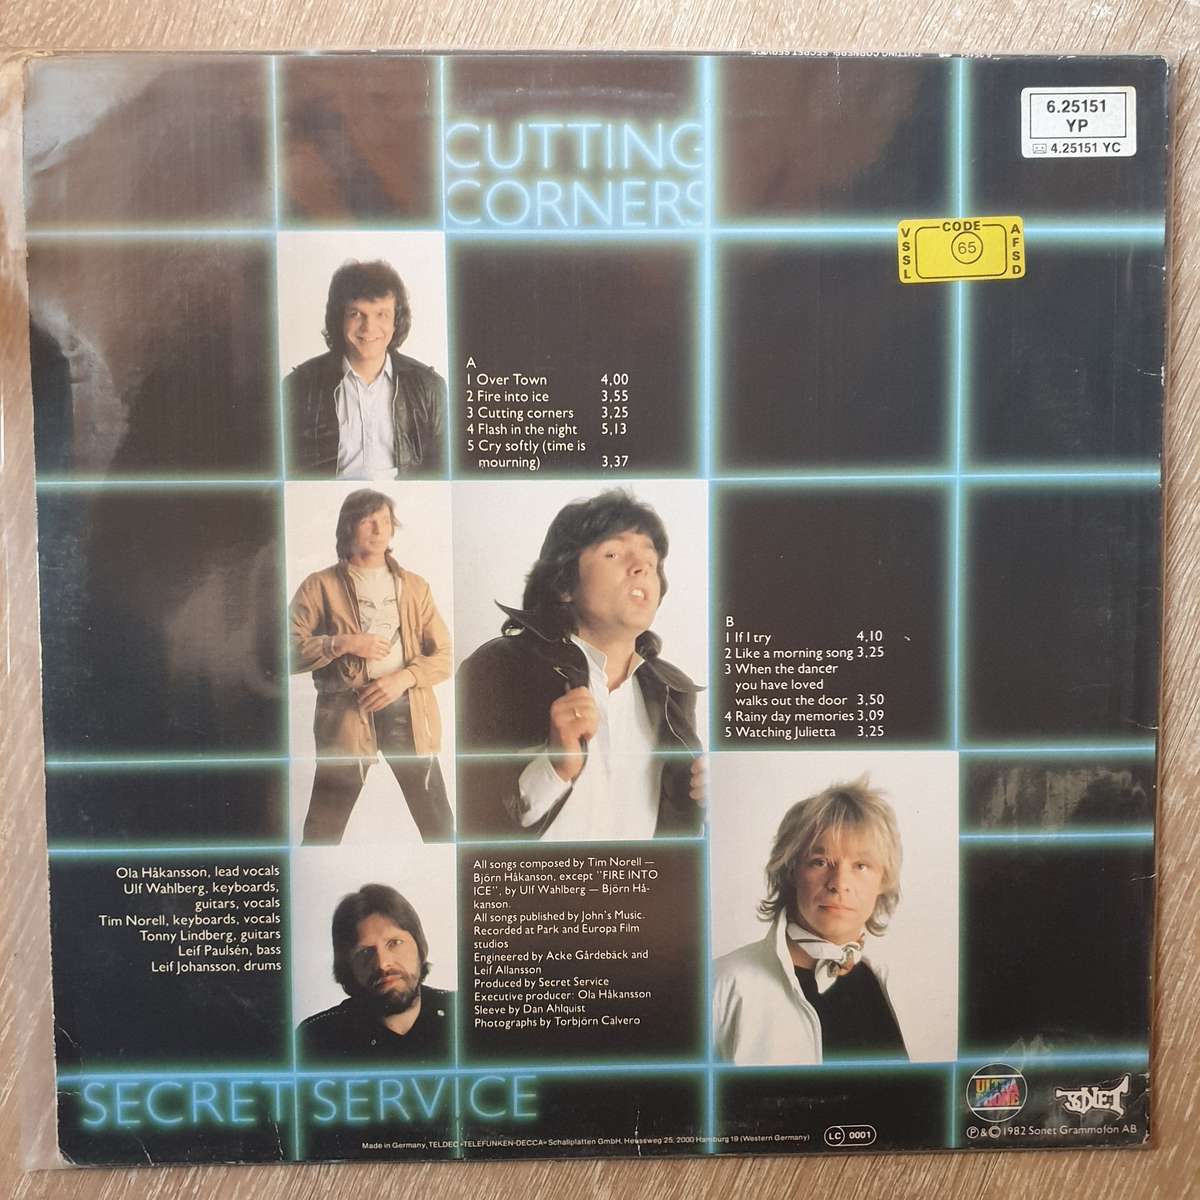 CUTTING CORNERS SECRET SERVICE
CUTTING
CORNERS
6.25151
YP
4.25151 YC
VSSL
CODE
65
AFSD
A
1 Over Town 4,00
2 Fire into ice 3,55
3 Cutting corners 3,25
4 Flash in the night 5,13
5 Cry softly (time is
mourning) 3,37
B
1 If I try 4,10
2 Like a morning song 3,25
3 When the dancer
you have loved
walks out the door 3,50
4 Rainy day memories 3,09
5 Watching Julietta 3,25
Ola Håkansson, lead vocals
Ulf Wahlberg, keyboards,
guitars, vocals
Tim Norell, keyboards, vocals
Tonny Lindberg, guitars
Leif Paulsén, bass
Leif Johansson, drums
All songs composed by Tim Norell —
Björn Håkanson, except "FIRE INTO
ICE", by Ulf Wahlberg — Björn Hå-
kanson.
All songs published by John's Music.
Recorded at Park and Europa Film
studios
Engineered by Acke Gårdebäck and
Leif Allansson
Produced by Secret Service
Executive producer: Ola Håkansson
Sleeve by Dan Ahlquist
Photographs by Torbjörn Calvero
SECRET SERVICE
ULTRA
PHONE
SONET
℗ & © 1982 Sonet Grammofon AB
Made in Germany, TELDEC »TELEFUNKEN-DECCA« Schallplatten GmbH, Heussweg 25, 2000 Hamburg 19 (Western Germany)
LC 0001